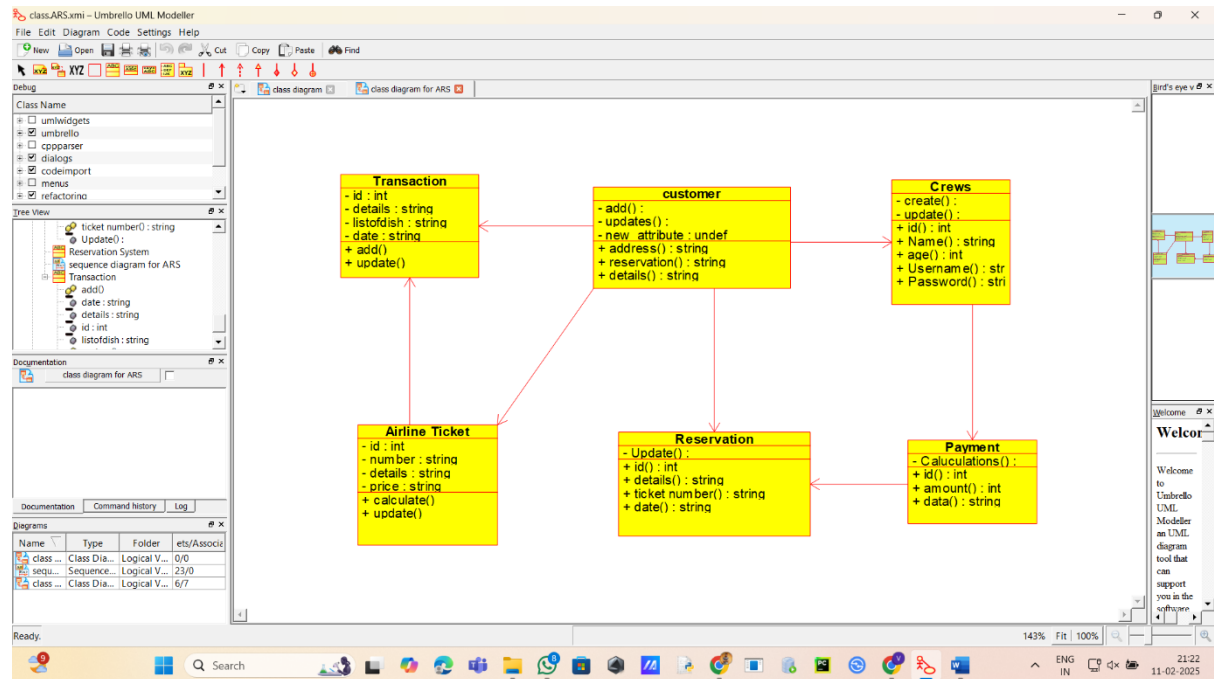 class.ARS.xmi – Umbrello UML Modeller
File Edit Diagram Code Settings Help
New Open Cut Copy Paste Find
XYZ
Debug
Class Name
umlwidgets
umbrello
cppparser
dialogs
codeimport
menus
refactoring
Tree View
ticket number() : string
Update() :
Reservation System
sequence diagram for ARS
Transaction
add()
date : string
details : string
id : int
listofdish : string
Documentation
class diagram for ARS
Documentation Command history Log
Diagrams
Name Type Folder ets/Associa
class ... Class Dia... Logical V... 0/0
sequ... Sequence... Logical V... 23/0
class ... Class Dia... Logical V... 6/7
class diagram class diagram for ARS
Transaction
- id : int
- details : string
- listofdish : string
- date : string
+ add()
+ update()
customer
- add() :
- updates() :
- new_attribute : undef
+ address() : string
+ reservation() : string
+ details() : string
Crews
- create() :
- update() :
+ id() : int
+ Name() : string
+ age() : int
+ Username() : str
+ Password() : stri
Airline Ticket
- id : int
- number : string
- details : string
- price : string
+ calculate()
+ update()
Reservation
- Update() :
+ id() : int
+ details() : string
+ ticket number() : string
+ date() : string
Payment
- Caluculations() :
+ id() : int
+ amount() : int
+ data() : string
Bird's eye v
Welcome
Welcor
Welcome
to
Umbrello
UML
Modeller
an UML
diagram
tool that
can
support
you in the
software
Ready.
143% Fit 100%
9
Search
8
ENG
IN
21:22
11-02-2025